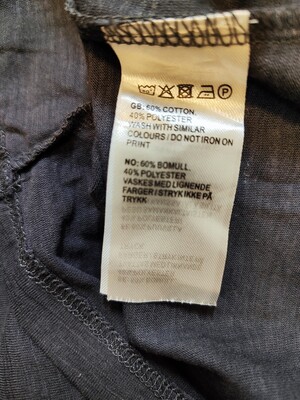 GB: 60% COTTON.
40% POLYESTER
WASH WITH SIMILAR
COLOURS / DO NOT IRON ON
PRINT
NO: 60% BOMULL.
40% POLYESTER
VASKES MED LIGNENDE
FARGER / STRYK IKKE PÅ
TRYKK